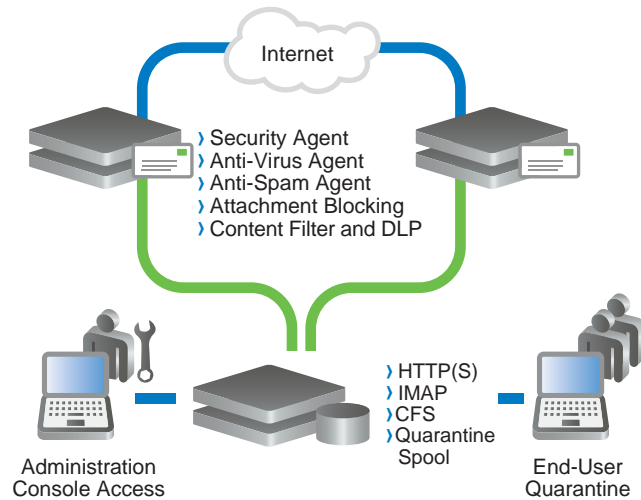 Internet
❯ Security Agent
❯ Anti-Virus Agent
❯ Anti-Spam Agent
❯ Attachment Blocking
❯ Content Filter and DLP
❯ HTTP(S)
❯ IMAP
❯ CFS
❯ Quarantine
Spool
Administration
Console Access
End-User
Quarantine